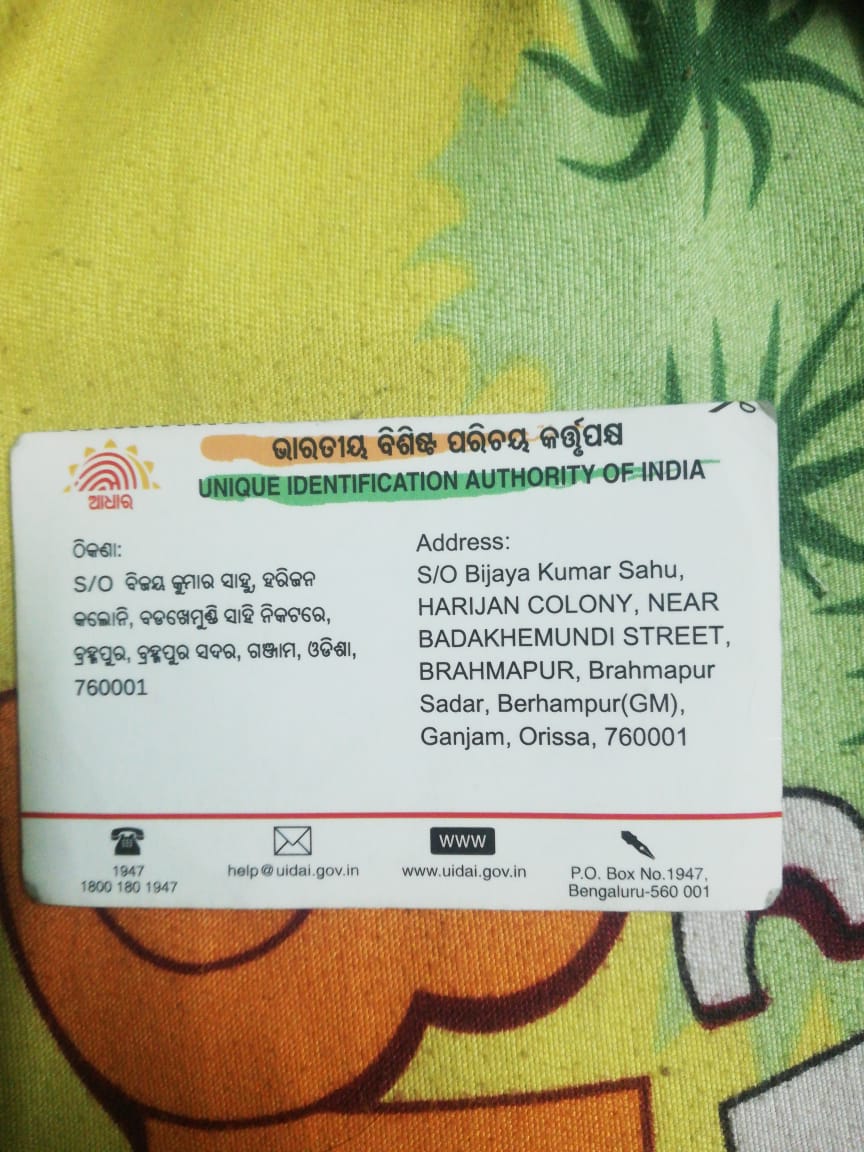 ଭାରତୀୟ ବିଶିଷ୍ଟ ପରିଚୟ କର୍ତ୍ତୃପକ୍ଷ
UNIQUE IDENTIFICATION AUTHORITY OF INDIA
ଆଧାର
ଠିକଣା:
S/O ବିଜୟ କୁମାର ସାହୁ, ହରିଜନ
କଲୋନି, ବଡଖେମୁଣ୍ଡି ସାହି ନିକଟରେ,
ବ୍ରହ୍ମପୁର, ବ୍ରହ୍ମପୁର ସଦର, ଗଞ୍ଜାମ, ଓଡିଶା,
760001
Address:
S/O Bijaya Kumar Sahu,
HARIJAN COLONY, NEAR
BADAKHEMUNDI STREET,
BRAHMAPUR, Brahmapur
Sadar, Berhampur(GM),
Ganjam, Orissa, 760001
1947
1800 180 1947
help@uidai.gov.in
WWW
www.uidai.gov.in
P.O. Box No.1947,
Bengaluru-560 001